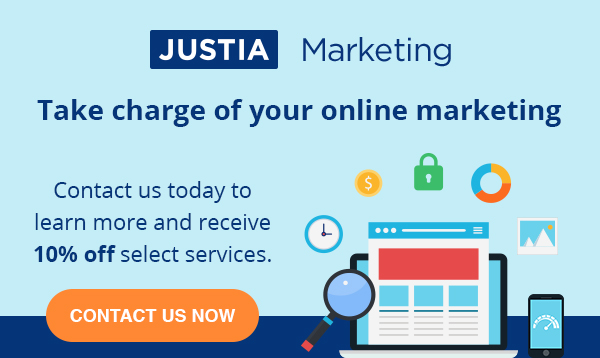 JUSTIA Marketing
Take charge of your online marketing
Contact us today to
learn more and receive
10% off select services.
CONTACT US NOW
$